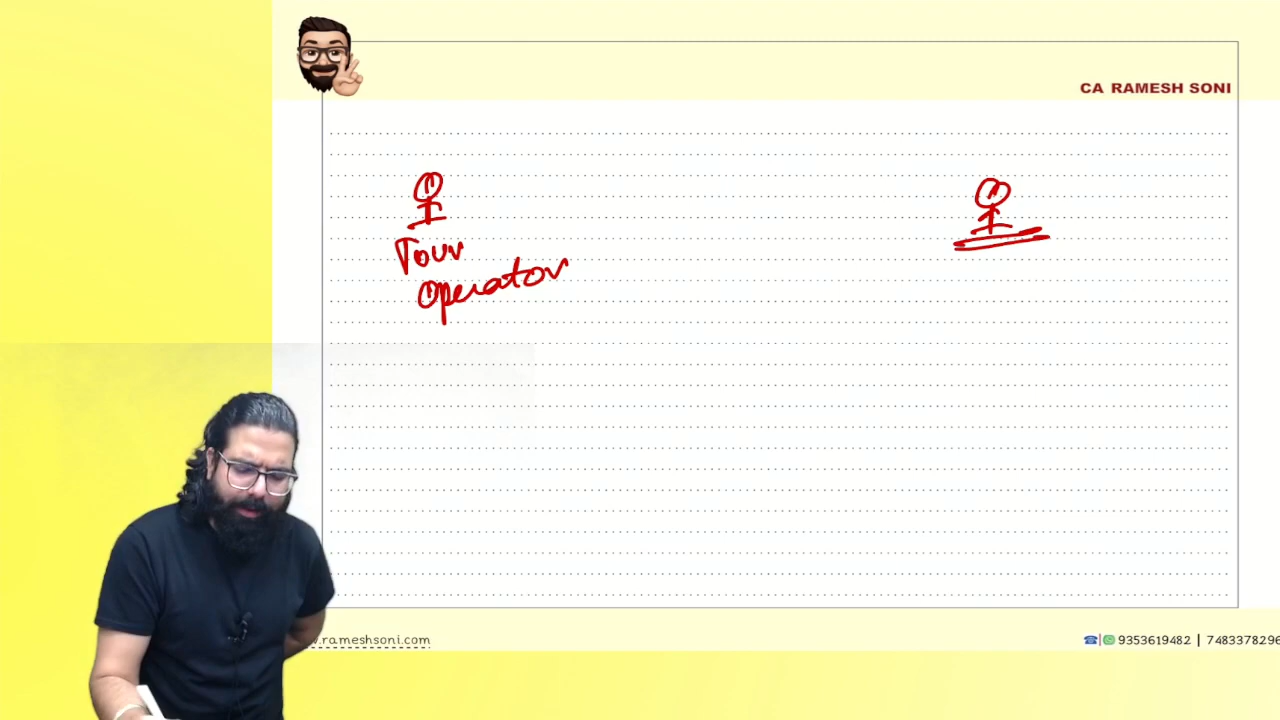 CA RAMESH SONI
Tour
Operator
w.rameshsoni.com
9353619482 | 7483378296